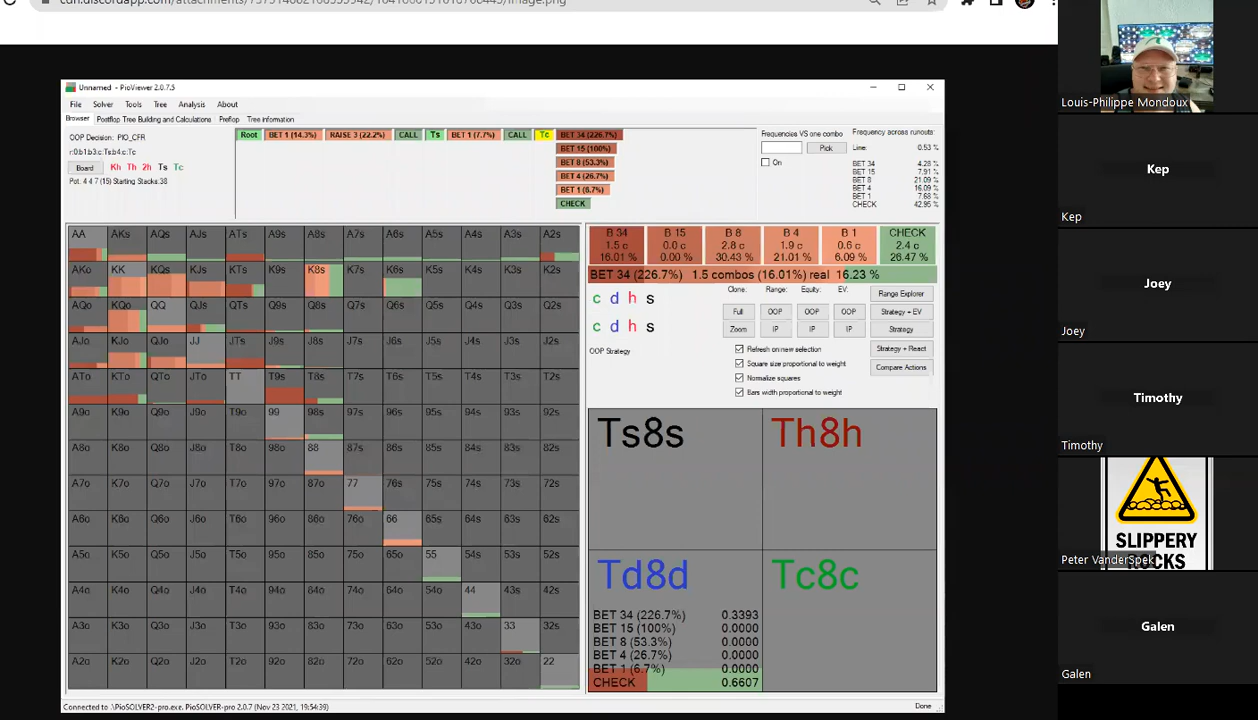 cdn.discordapp.com/attachments/
/image.png
Unnamed - PioViewer 2.0.7.5
File Solver Tools Tree Analysis About
Browser Postflop Tree Building and Calculations Preflop Tree information
OOP Decision: PIO_CFR
r:0:b1:b3:c:Ts:b4:c:Tc
Board Kh Th 2h Ts Tc
Pot: 4 4 7 (15) Starting Stacks:38
Root BET 1 (14.3%) RAISE 3 (22.2%) CALL Ts BET 1 (7.7%) CALL Tc BET 34 (226.7%)
BET 15 (100%)
BET 8 (53.3%)
BET 4 (26.7%)
BET 1 (6.7%)
CHECK
Frequencies VS one combo
Pick
On
Frequency across runouts:
Line: 0.53 %
BET 34 4.28 %
BET 15 7.91 %
BET 8 21.09 %
BET 4 16.09 %
BET 1 7.68 %
CHECK 42.95 %
AA AKs AQs AJs ATs A9s A8s A7s A6s A5s A4s A3s A2s
AKo KK KQs KJs KTs K9s K8s K7s K6s K5s K4s K3s K2s
AQo KQo QQ QJs QTs Q9s Q8s Q7s Q6s Q5s Q4s Q3s Q2s
AJo KJo QJo JJ JTs J9s J8s J7s J6s J5s J4s J3s J2s
ATo KTo QTo JTo TT T9s T8s T7s T6s T5s T4s T3s T2s
A9o K9o Q9o J9o T9o 99 98s 97s 96s 95s 94s 93s 92s
A8o K8o Q8o J8o T8o 98o 88 87s 86s 85s 84s 83s 82s
A7o K7o Q7o J7o T7o 97o 87o 77 76s 75s 74s 73s 72s
A6o K6o Q6o J6o T6o 96o 86o 76o 66 65s 64s 63s 62s
A5o K5o Q5o J5o T5o 95o 85o 75o 65o 55 54s 53s 52s
A4o K4o Q4o J4o T4o 94o 84o 74o 64o 54o 44 43s 42s
A3o K3o Q3o J3o T3o 93o 83o 73o 63o 53o 43o 33 32s
A2o K2o Q2o J2o T2o 92o 82o 72o 62o 52o 42o 32o 22
B 34 B 15 B 8 B 4 B 1 CHECK
1.5 c 0.0 c 2.8 c 1.9 c 0.6 c 2.4 c
16.01 % 0.00 % 30.43 % 21.01 % 6.09 % 26.47 %
BET 34 (226.7%) 1.5 combos (16.01%) real 16.23 %
c d h s
c d h s
OOP Strategy
Clone: Range: Equity: EV:
Full OOP OOP OOP
Zoom IP IP IP
Range Explorer
Strategy + EV
Strategy
Strategy + React
Compare Actions
Refresh on new selection
Square size proportional to weight
Normalize squares
Bars width proportional to weight
Ts8s Th8h
Td8d Tc8c
BET 34 (226.7%) 0.3393
BET 15 (100%) 0.0000
BET 8 (53.3%) 0.0000
BET 4 (26.7%) 0.0000
BET 1 (6.7%) 0.0000
CHECK 0.6607
Connected to .\PioSOLVER2-pro.exe. PioSOLVER-pro 2.0.7 (Nov 23 2021, 19:54:39)
Done
Louis-Philippe Mondoux
Kep
Kep
Joey
Joey
Timothy
Timothy
SLIPPERY
ROCKS
Peter VanderSpek
Galen
Galen